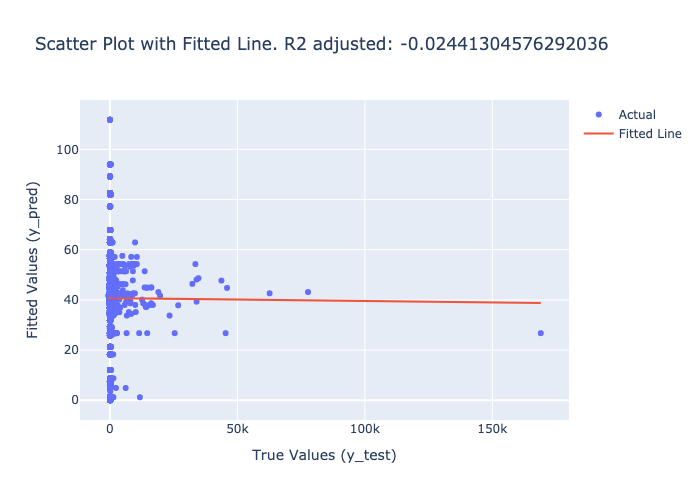 Scatter Plot with Fitted Line. R2 adjusted: -0.02441304576292036
Actual
Fitted Line
100
80
60
40
20
0
Fitted Values (y_pred)
0
50k
100k
150k
True Values (y_test)